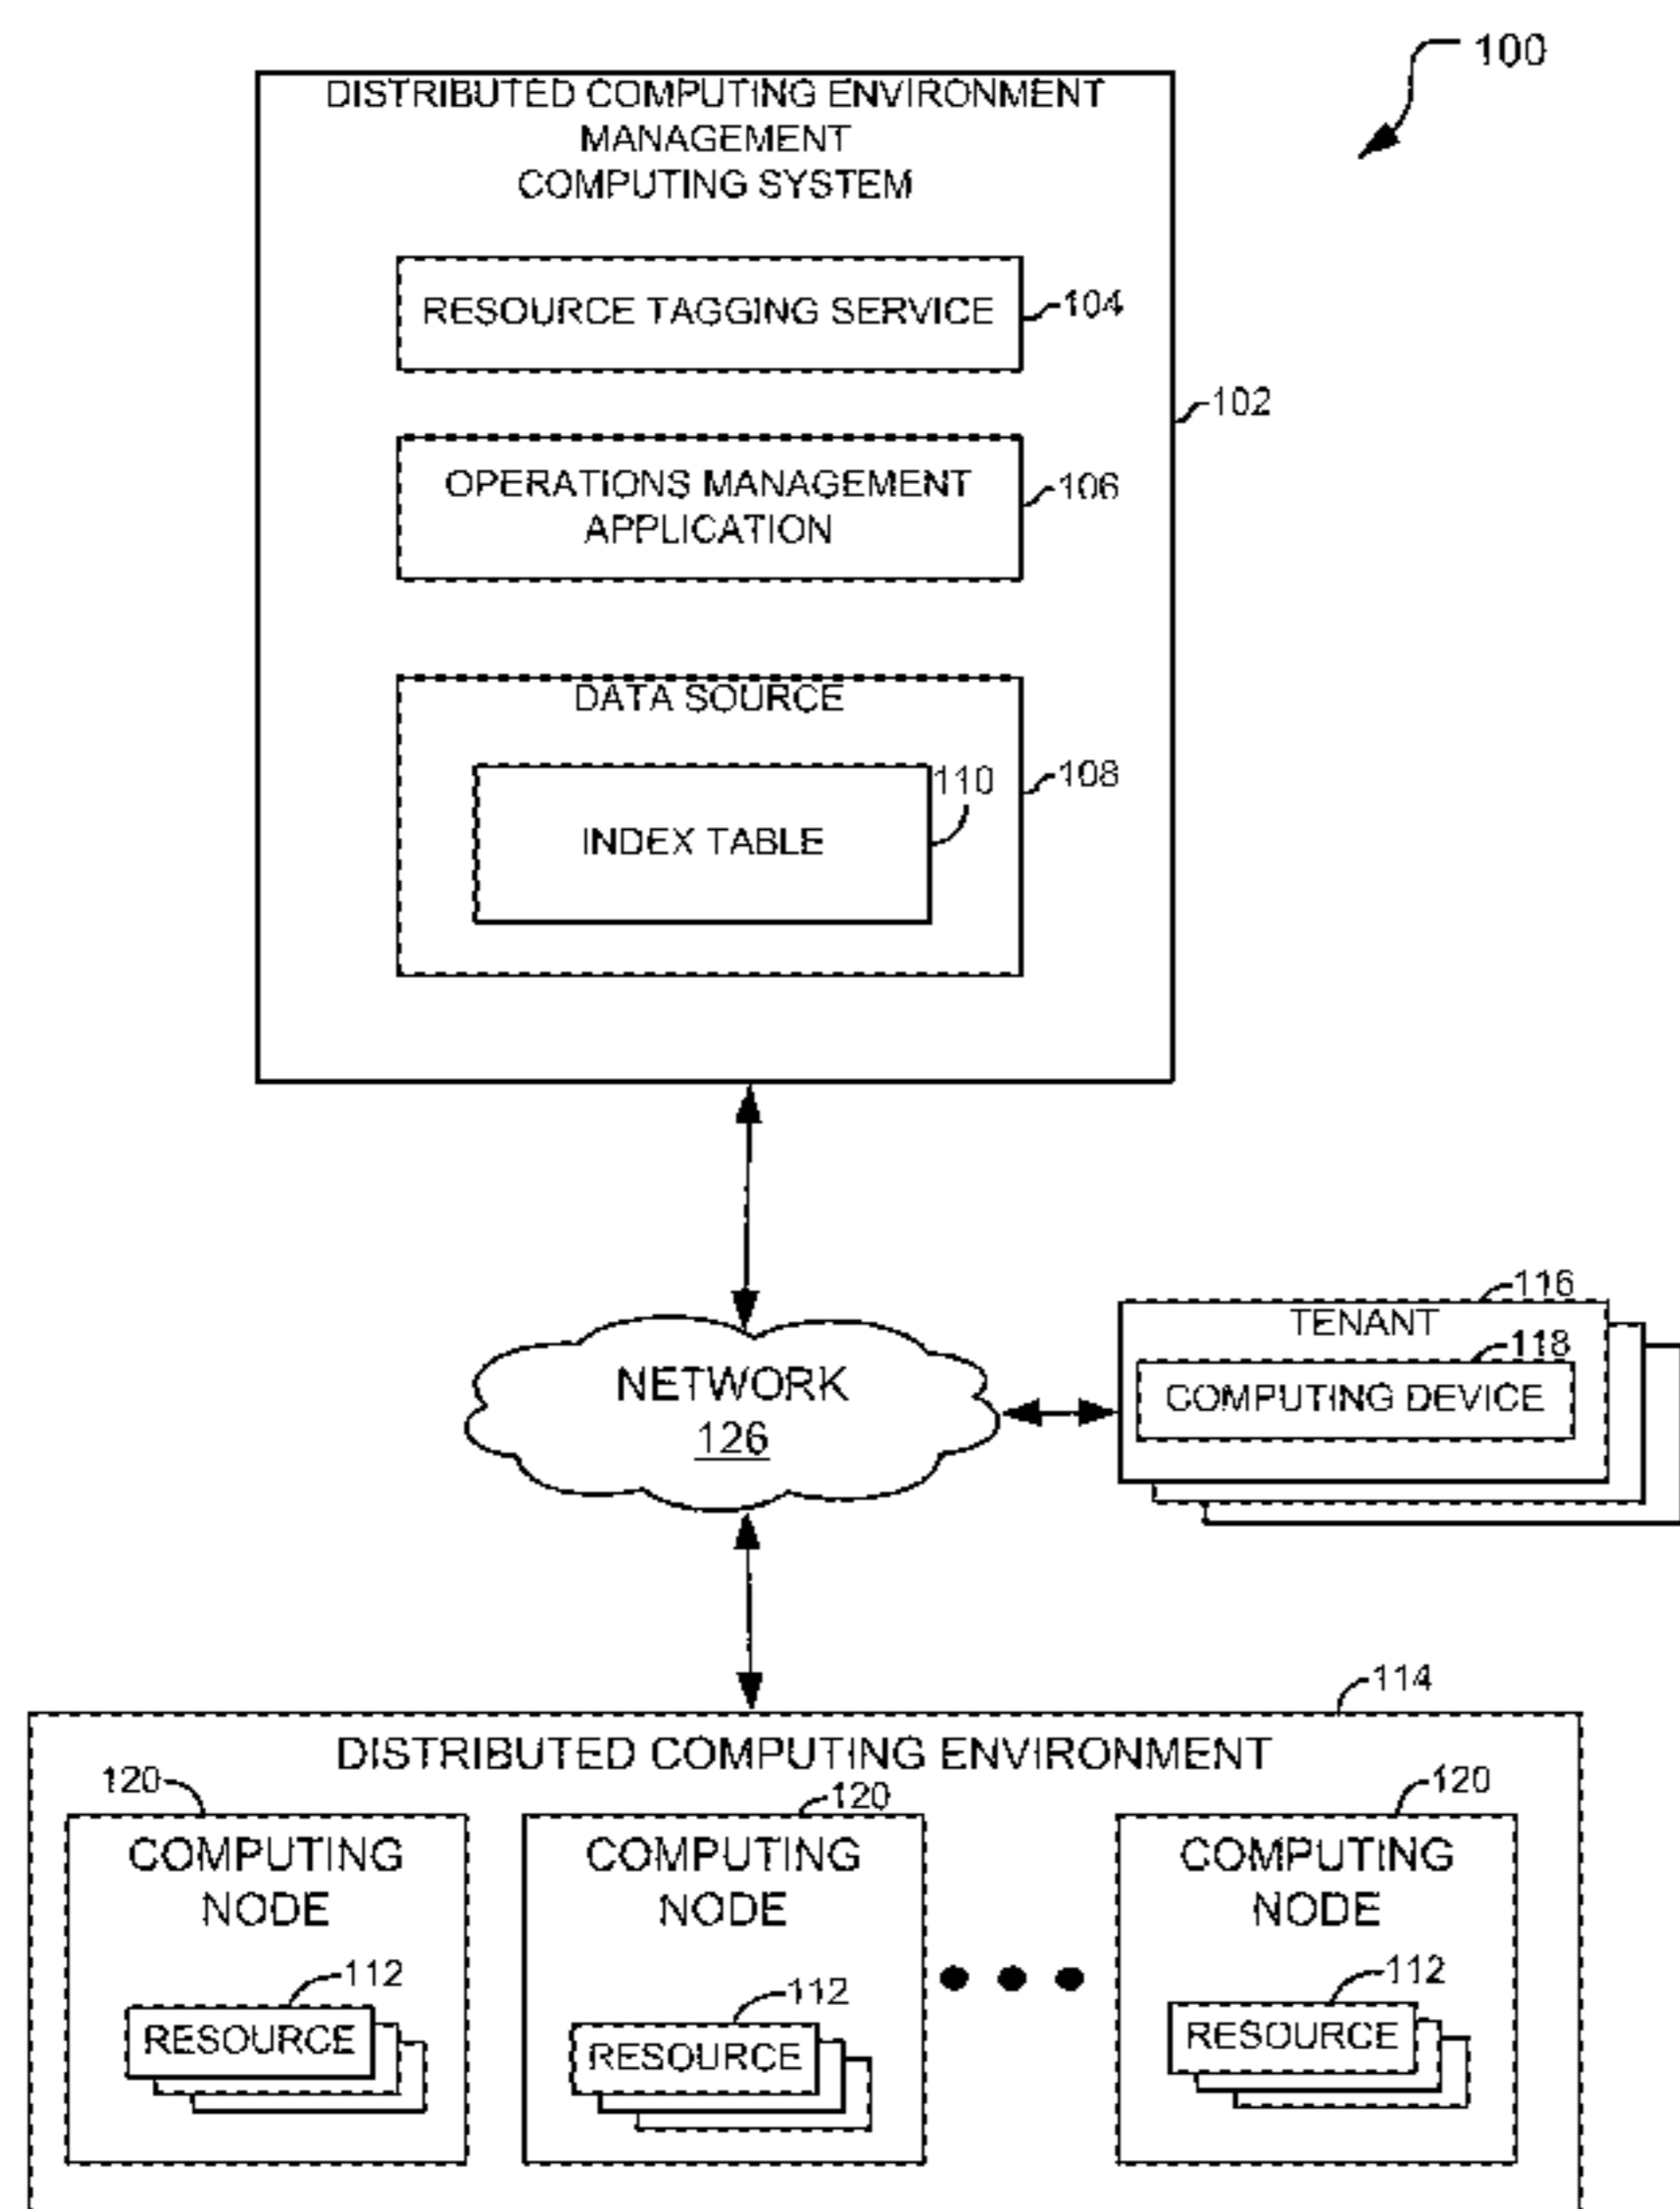 100
DISTRIBUTED COMPUTING ENVIRONMENT
MANAGEMENT
COMPUTING SYSTEM
RESOURCE TAGGING SERVICE
104
102
OPERATIONS MANAGEMENT
APPLICATION
106
DATA SOURCE
110
108
INDEX TABLE
116
TENANT
118
COMPUTING DEVICE
NETWORK
126
114
DISTRIBUTED COMPUTING ENVIRONMENT
120
COMPUTING
NODE
112
RESOURCE
120
COMPUTING
NODE
112
RESOURCE
120
COMPUTING
NODE
112
RESOURCE